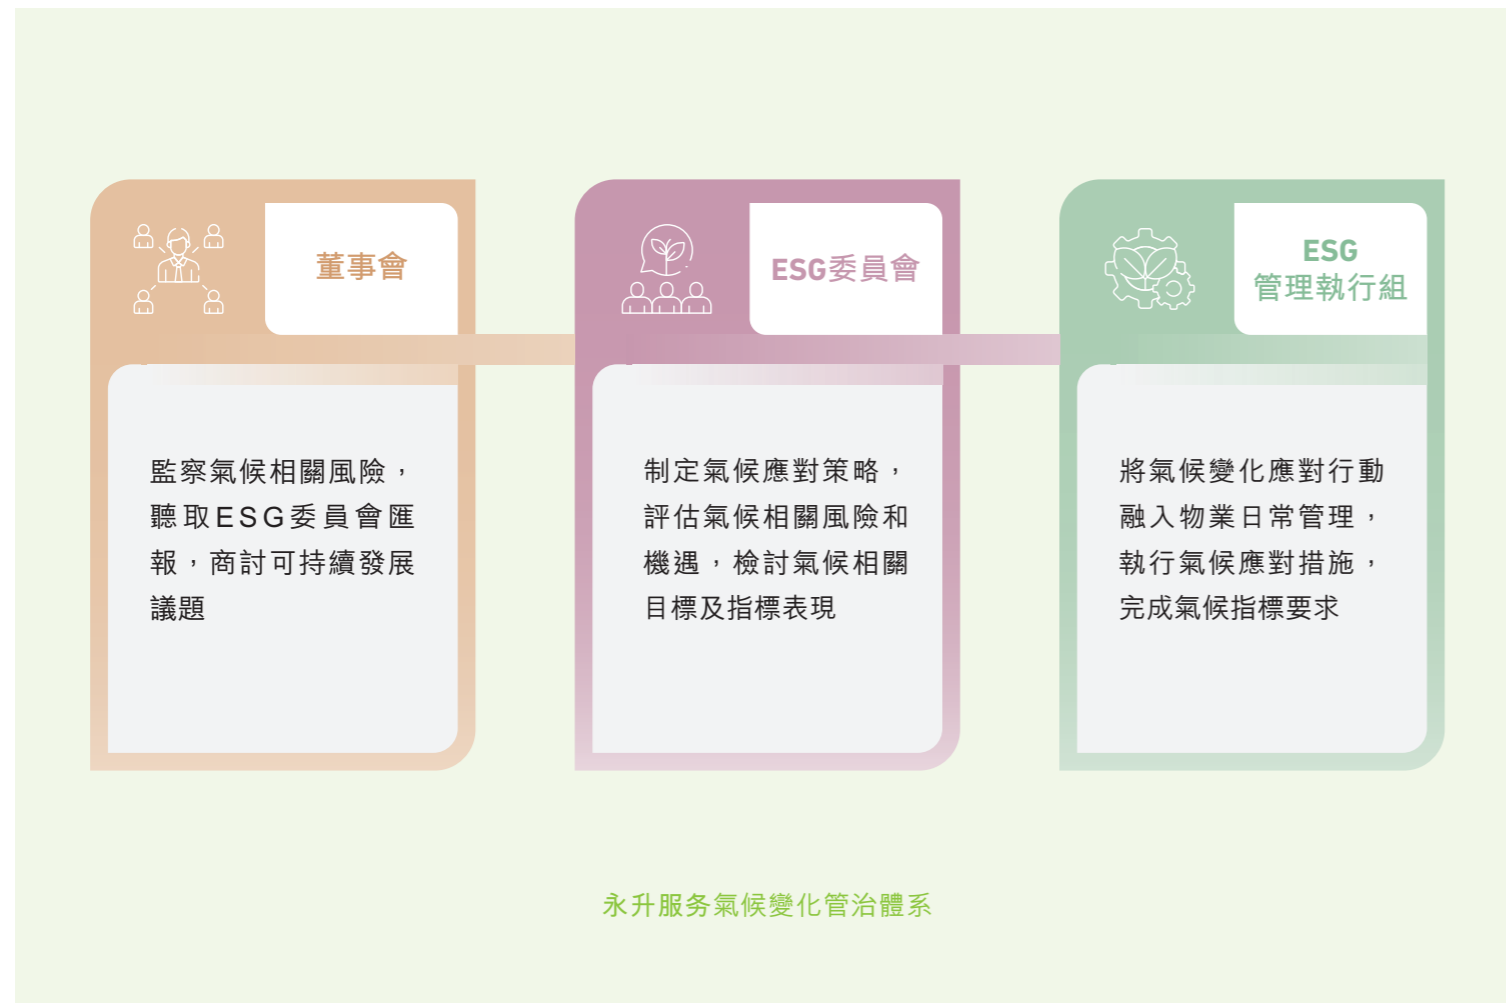 董事會
監察氣候相關風險，
聽取ESG委員會匯
報，商討可持續發展
議題
ESG委員會
制定氣候應對策略，
評估氣候相關風險和
機遇，檢討氣候相關
目標及指標表現
ESG
管理執行組
將氣候變化應對行動
融入物業日常管理，
執行氣候應對措施，
完成氣候指標要求
永升服务氣候變化管治體系